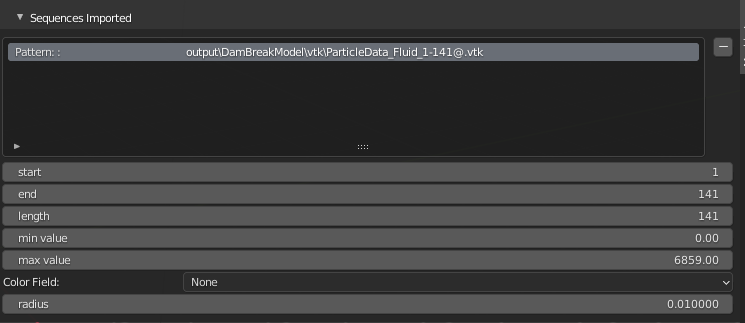 Sequences Imported
Pattern: : output\DamBreakModel\vtk\ParticleData_Fluid_1-141@.vtk
start 1
end 141
length 141
min value 0.00
max value 6859.00
Color Field: None
radius 0.010000